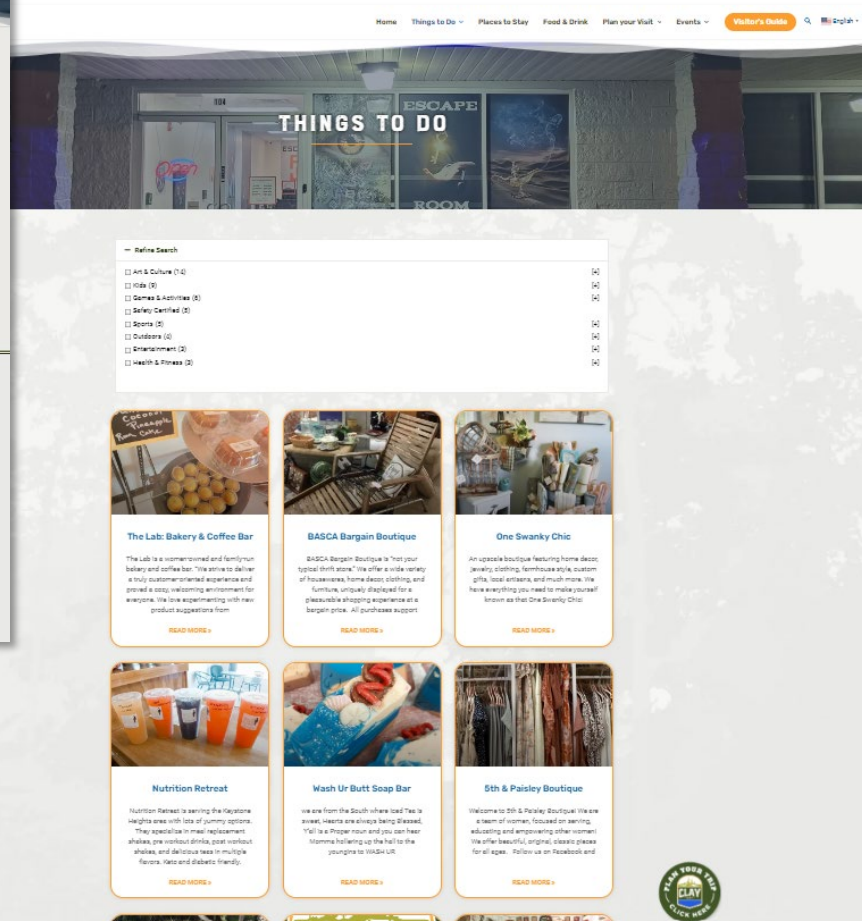 Home Things to Do Places to Stay Food & Drink Plan your Visit Events Visitor's Guide English
104
ESCAPE
THINGS TO DO
Open
ROOM
Refine Search
Art & Culture (14) [+]
Kids (9) [+]
Games & Activities (6) [+]
Safety Certified (5)
Sports (5) [+]
Outdoors (4) [+]
Entertainment (3) [+]
Health & Fitness (3) [+]
Coconut
Pineapple
Rum Cake
The Lab: Bakery & Coffee Bar
The Lab is a women-owned and family-run
bakery and coffee bar. "We strive to deliver
a truly customer-oriented experience and
proved a cozy, welcoming environment for
everyone. We love experimenting with new
product suggestions from
READ MORE »
BASCA Bargain Boutique
BASCA Bargain Boutique is "not your
typical thrift store." We offer a wide variety
of housewares, home decor, clothing, and
furniture, uniquely displayed for a
pleasurable shopping experience at a
bargain price. All purchases support
READ MORE »
One Swanky Chic
An upscale boutique featuring home decor,
jewelry, clothing, farmhouse style, custom
gifts, local artisans, and much more. We
have everything you need to make yourself
known as that One Swanky Chic!
READ MORE »
Nutrition Retreat
Nutrition Retreat is serving the Keystone
Heights area with lots of yummy options.
They specialize in meal replacement
shakes, pre workout drinks, post workout
shakes, and delicious teas in multiple
flavors. Keto and diabetic friendly.
READ MORE »
Wash Ur Butt Soap Bar
we are from the South where Iced Tea is
sweet, Hearts are always being Blessed,
Y'all is a Proper noun and you can hear
Momma hollering up the hall to the
youngins to WASH UR
READ MORE »
5th & Paisley Boutique
Welcome to 5th & Paisley Boutique! We are
a team of women, focused on serving,
educating and empowering other women!
We offer beautiful, original, classic pieces
for all ages. Follow us on Facebook and
READ MORE »
PLAN YOUR TRIP
CLAY
CLICK HERE